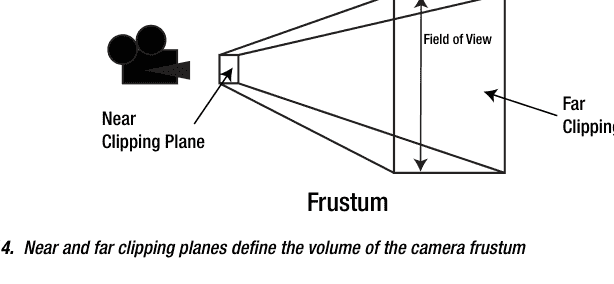 Field of View
Near
Clipping Plane
Far
Clipping
Frustum
4. Near and far clipping planes define the volume of the camera frustum